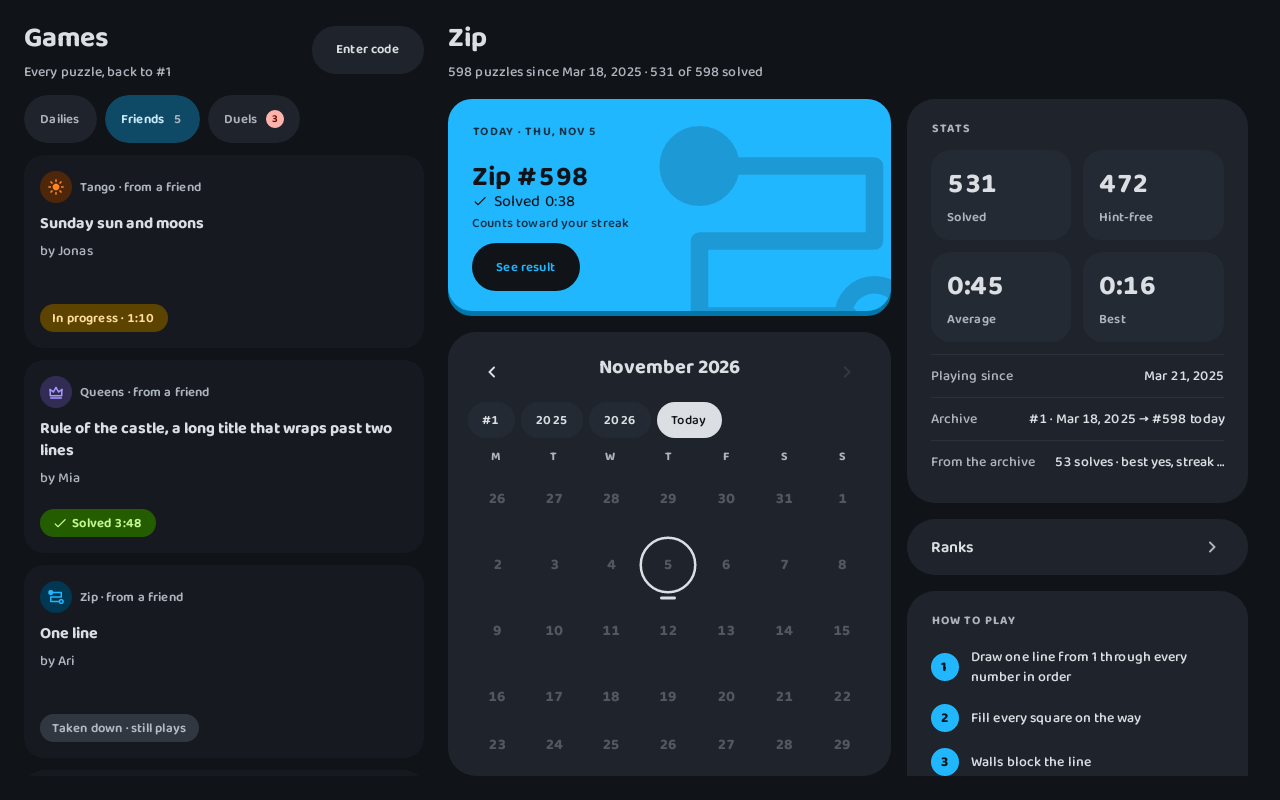 Games
Every puzzle, back to #1
Enter code
Dailies
Friends 5
Duels 3
Tango · from a friend
Sunday sun and moons
by Jonas
In progress · 1:10
Queens · from a friend
Rule of the castle, a long title that wraps past two
lines
by Mia
Solved 3:48
Zip · from a friend
One line
by Ari
Taken down · still plays
Zip
598 puzzles since Mar 18, 2025 · 531 of 598 solved
TODAY · THU, NOV 5
Zip #598
Solved 0:38
Counts toward your streak
See result
November 2026
#1 2025 2026 Today
M T W T F S S
26 27 28 29 30 31 1
2 3 4 5 6 7 8
9 10 11 12 13 14 15
16 17 18 19 20 21 22
23 24 25 26 27 28 29
STATS
531
Solved
472
Hint-free
0:45
Average
0:16
Best
Playing since Mar 21, 2025
Archive #1 · Mar 18, 2025 → #598 today
From the archive 53 solves · best yes, streak ...
Ranks
HOW TO PLAY
1 Draw one line from 1 through every
number in order
2 Fill every square on the way
3 Walls block the line